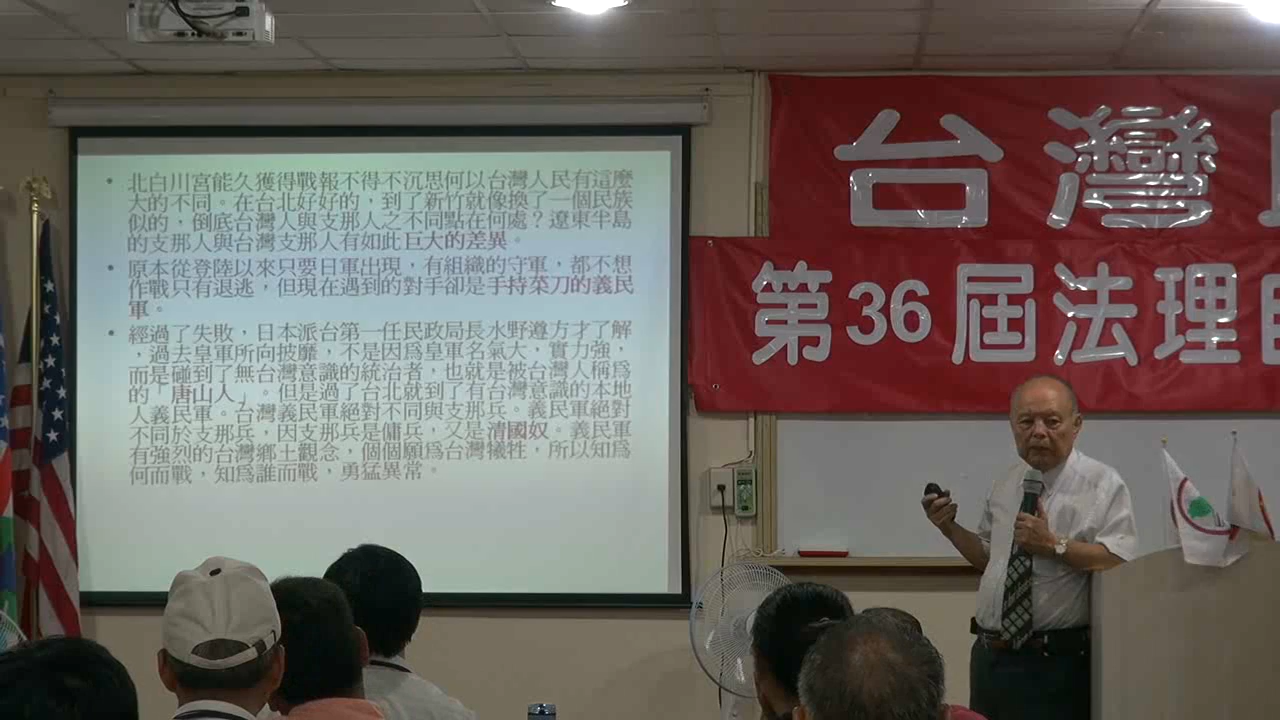 • 北白川宮能久獲得戰報不得不沉思何以台灣人民有這麼
大的不同。在台北好好的，到了新竹就像換了一個民族
似的，倒底台灣人與支那人之不同點在何處？遼東半島
的支那人與台灣支那人有如此巨大的差異。
• 原本從登陸以來只要日軍出現，有組織的守軍，都不想
作戰只有退逃，但現在遇到的對手卻是手持菜刀的義民
軍。
• 經過了失敗，日本派台第一任民政局長水野遵方才了解
，過去皇軍所向披靡，不是因為皇軍名氣大，實力強，
而是碰到了無台灣意識的統治者，也就是被台灣人稱為
的「唐山人」。但是過了台北就到了有台灣意識的本地
人義民軍。台灣義民軍絕對不同與支那兵。義民軍絕對
不同於支那兵，因支那兵是傭兵，又是清國奴。義民軍
有強烈的台灣鄉土觀念，個個願為台灣犧牲，所以知為
何而戰，知為誰而戰，勇猛異常。
台灣
第36屆法理